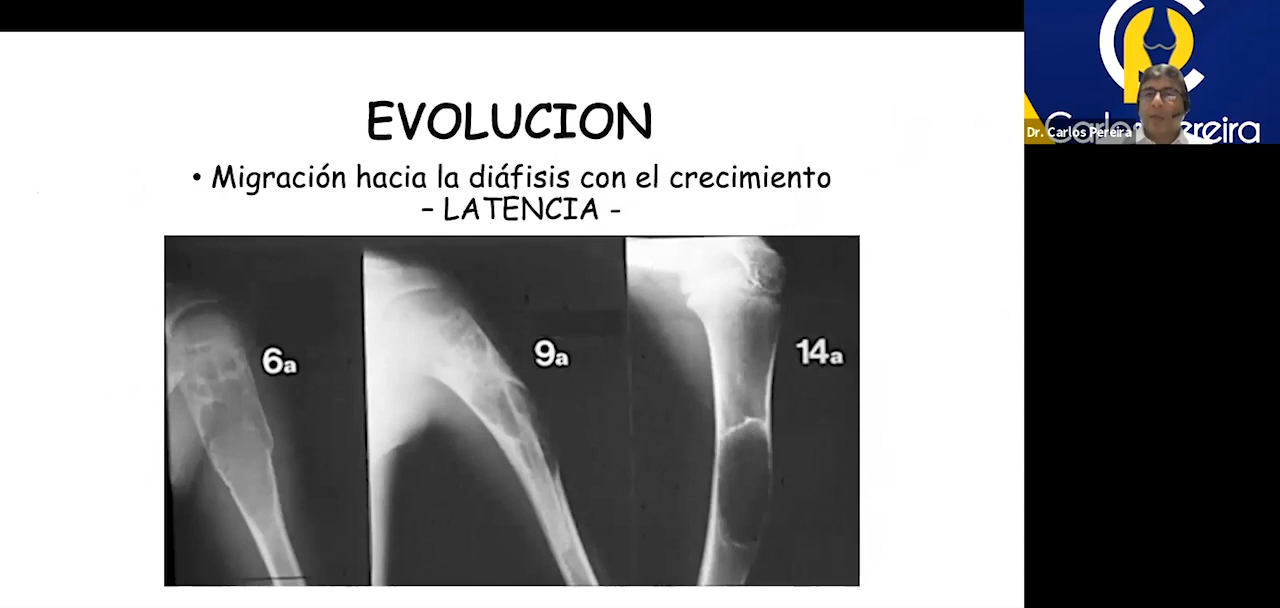 EVOLUCION
• Migración hacia la diáfisis con el crecimiento
– LATENCIA -
6a
9a
14a
Dr. Carlos Pereira